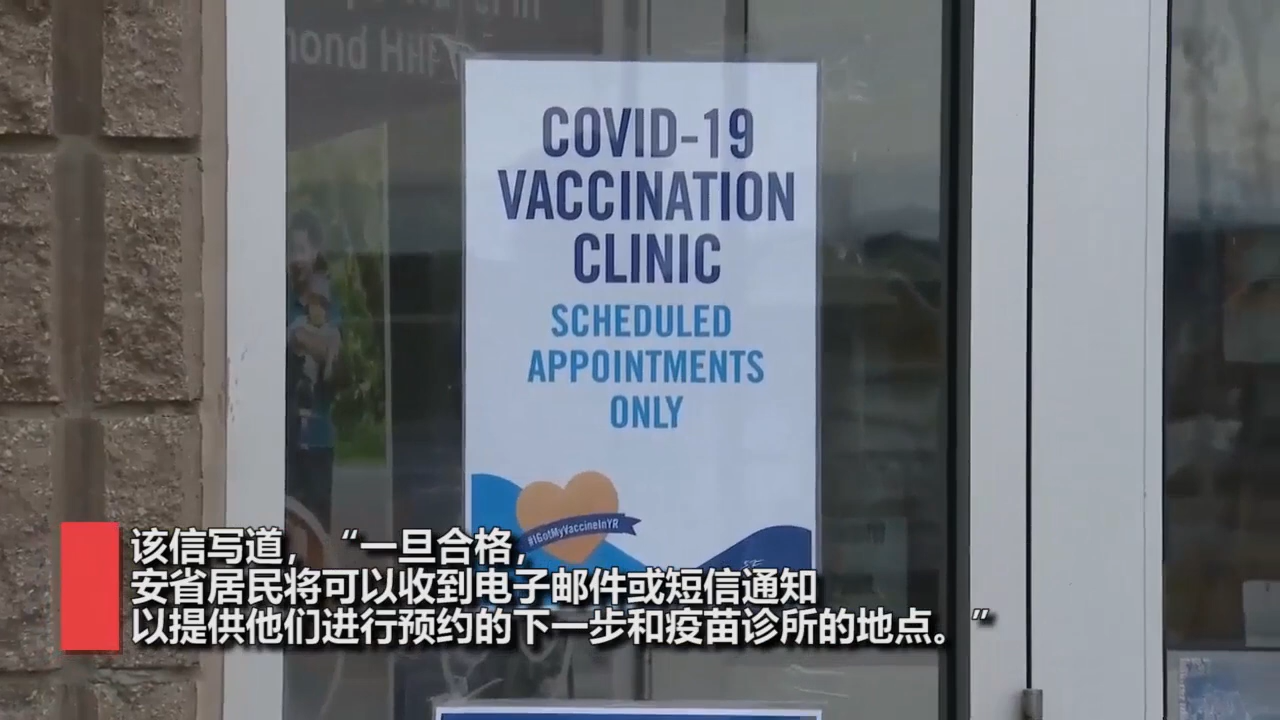 COVID-19
VACCINATION
CLINIC
SCHEDULED
APPOINTMENTS
ONLY
#IGotMyVaccineInYR
该信写道，“一旦合格，
安省居民将可以收到电子邮件或短信通知
以提供他们进行预约的下一步和疫苗诊所的地点。”